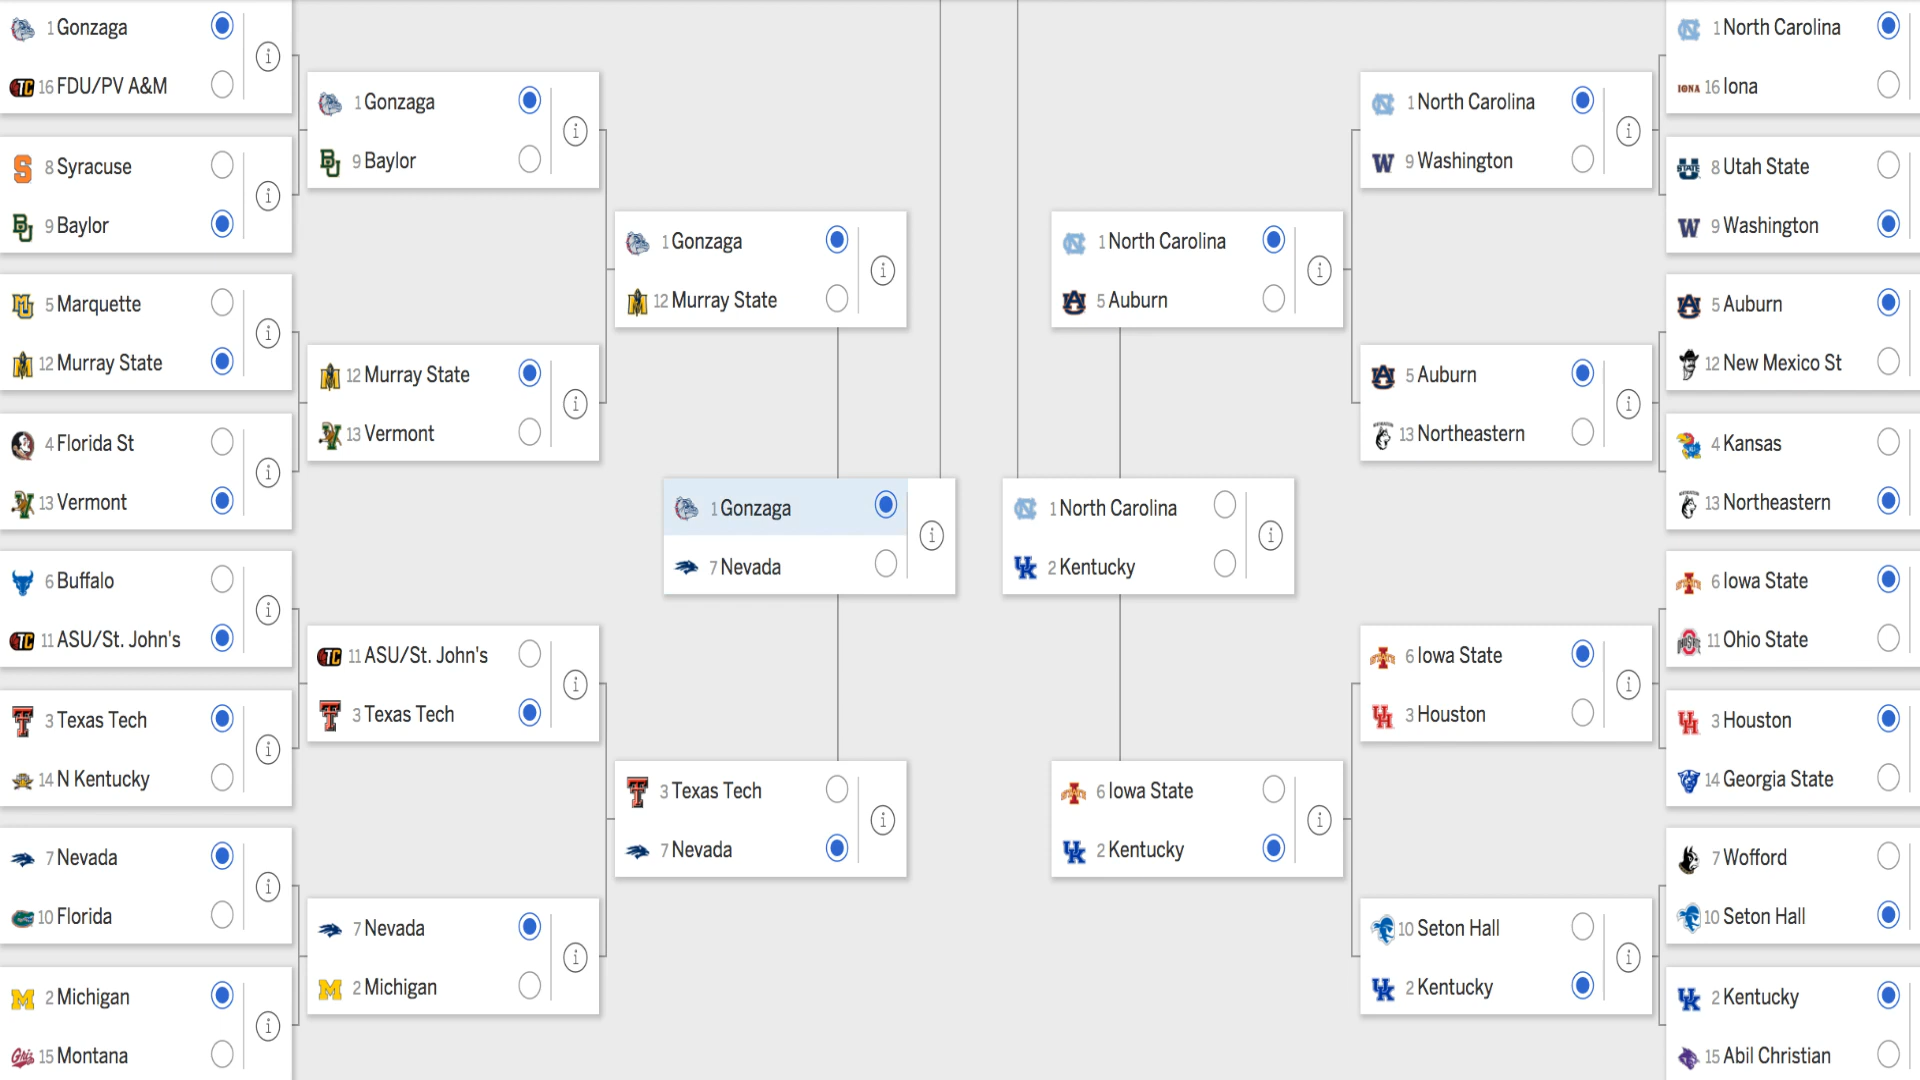 1 Gonzaga
16 FDU/PV A&M
8 Syracuse
9 Baylor
5 Marquette
12 Murray State
4 Florida St
13 Vermont
6 Buffalo
11 ASU/St. John's
3 Texas Tech
14 N Kentucky
7 Nevada
10 Florida
2 Michigan
15 Montana
1 Gonzaga
9 Baylor
12 Murray State
13 Vermont
11 ASU/St. John's
3 Texas Tech
7 Nevada
2 Michigan
1 Gonzaga
12 Murray State
3 Texas Tech
7 Nevada
1 Gonzaga
7 Nevada
1 North Carolina
2 Kentucky
1 North Carolina
5 Auburn
6 Iowa State
2 Kentucky
1 North Carolina
9 Washington
5 Auburn
13 Northeastern
6 Iowa State
3 Houston
10 Seton Hall
2 Kentucky
1 North Carolina
IONA 16 Iona
8 Utah State
9 Washington
5 Auburn
12 New Mexico St
4 Kansas
13 Northeastern
6 Iowa State
11 Ohio State
3 Houston
14 Georgia State
7 Wofford
10 Seton Hall
2 Kentucky
15 Abil Christian